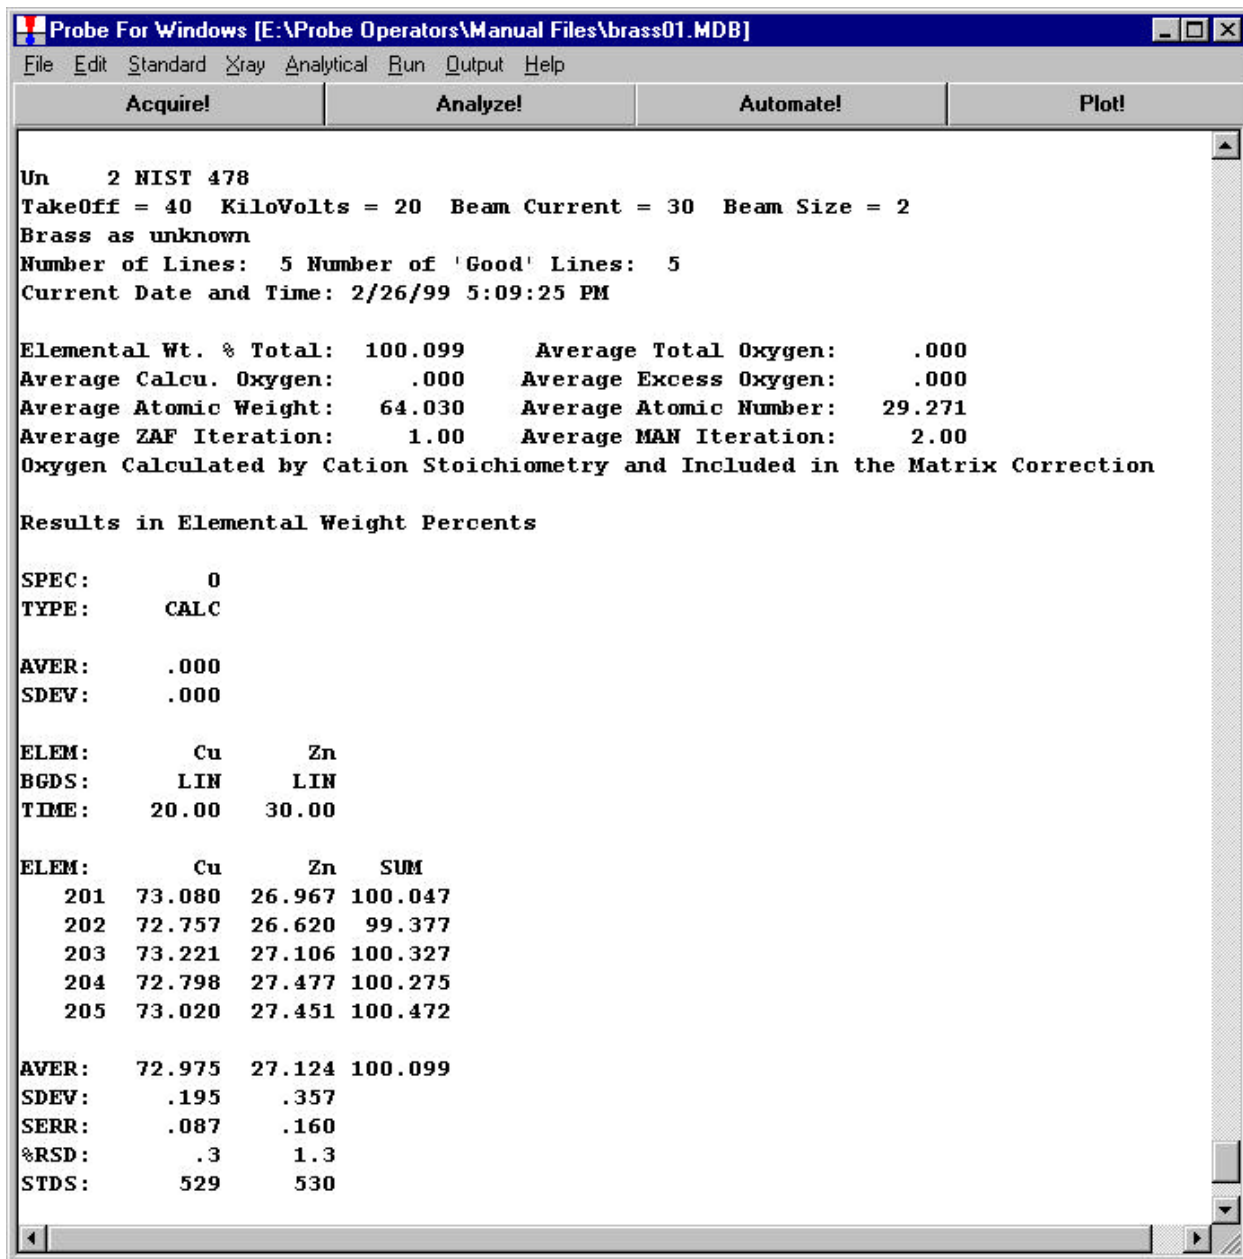 Probe For Windows [E:\Probe Operators\Manual Files\brass01.MDB]
File Edit Standard Xray Analytical Run Output Help
Acquire! Analyze! Automate! Plot!
Un 2 NIST 478
TakeOff = 40 KiloVolts = 20 Beam Current = 30 Beam Size = 2
Brass as unknown
Number of Lines: 5 Number of 'Good' Lines: 5
Current Date and Time: 2/26/99 5:09:25 PM
Elemental Wt. % Total: 100.099 Average Total Oxygen: .000
Average Calcu. Oxygen: .000 Average Excess Oxygen: .000
Average Atomic Weight: 64.030 Average Atomic Number: 29.271
Average ZAF Iteration: 1.00 Average MAN Iteration: 2.00
Oxygen Calculated by Cation Stoichiometry and Included in the Matrix Correction
Results in Elemental Weight Percents
SPEC: O
TYPE: CALC
AVER: .000
SDEV: .000
ELEM: Cu Zn
BGDS: LIN LIN
TIME: 20.00 30.00
ELEM: Cu Zn SUM
201 73.080 26.967 100.047
202 72.757 26.620 99.377
203 73.221 27.106 100.327
204 72.798 27.477 100.275
205 73.020 27.451 100.472
AVER: 72.975 27.124 100.099
SDEV: .195 .357
SERR: .087 .160
%RSD: .3 1.3
STDS: 529 530